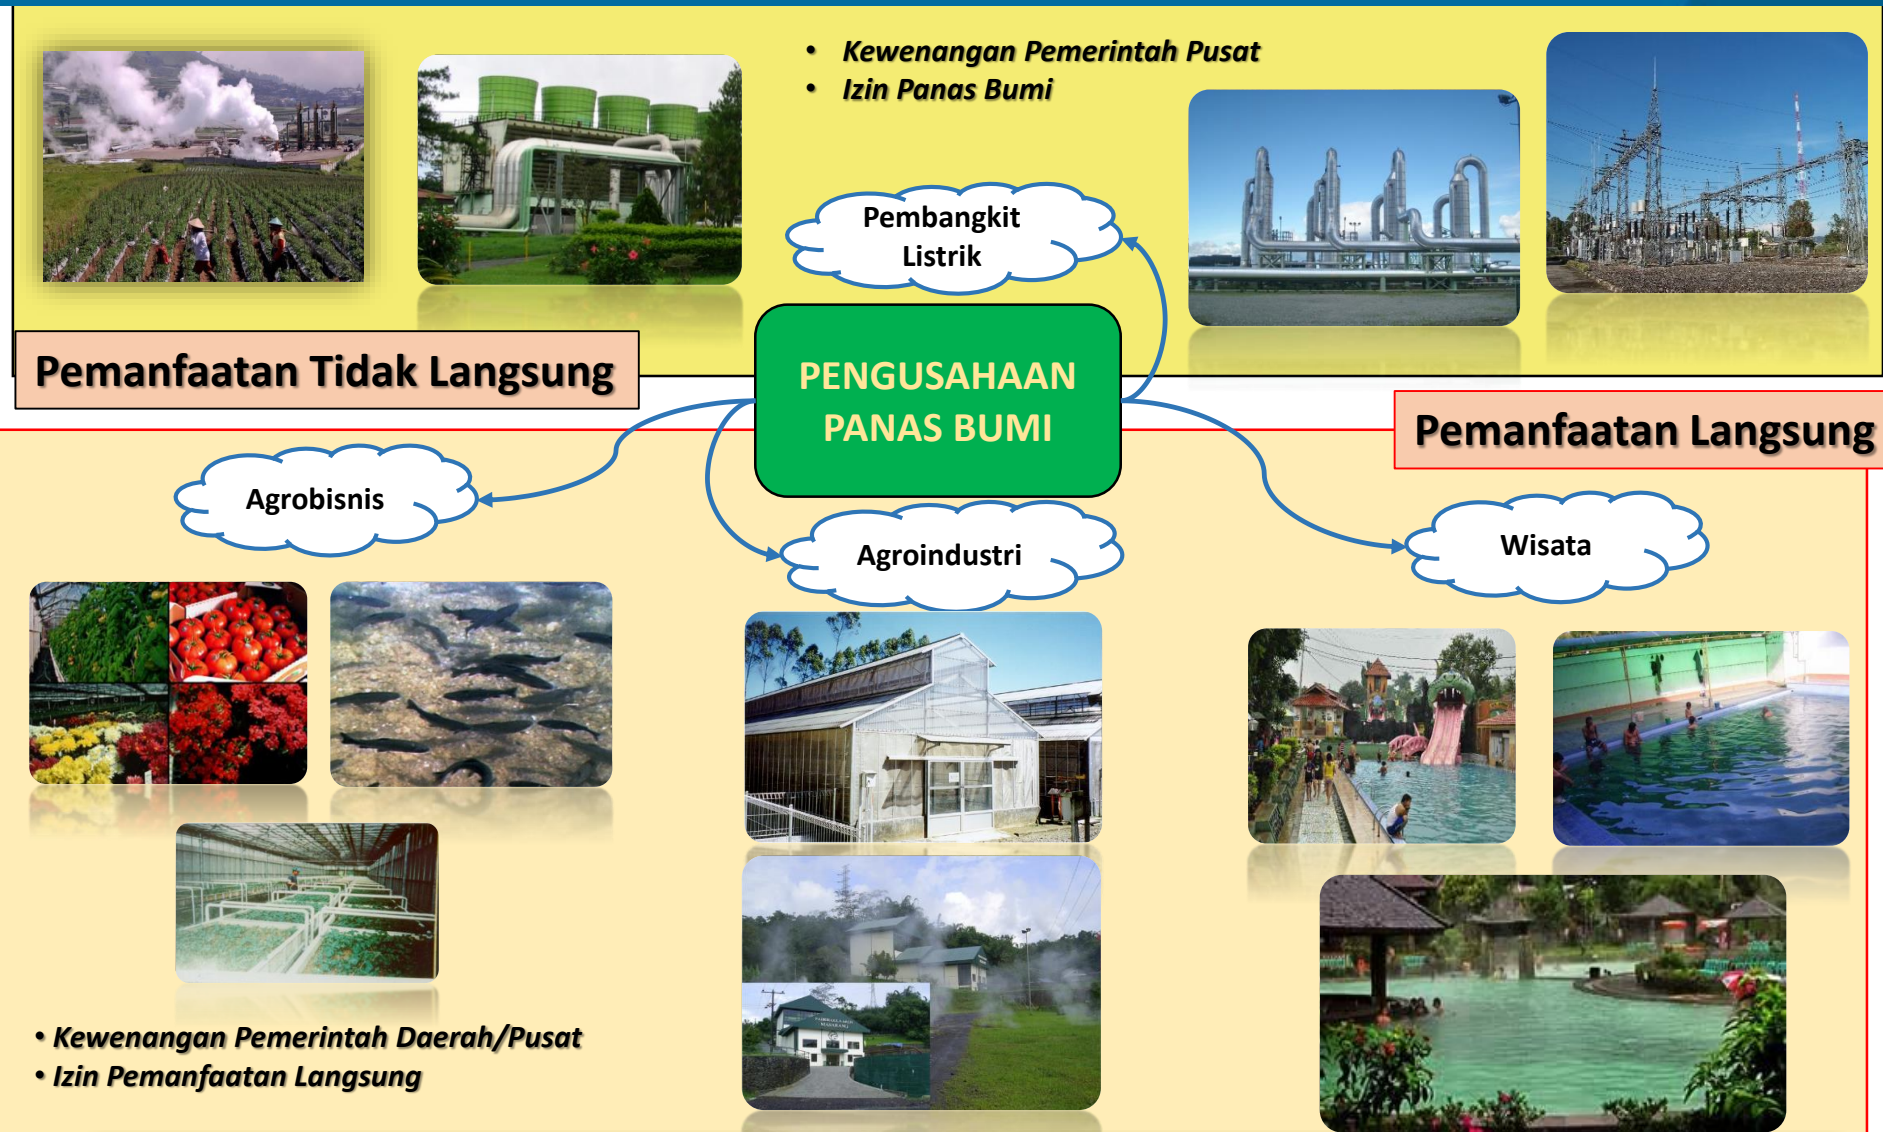 • Kewenangan Pemerintah Pusat
• Izin Panas Bumi
Pembangkit
Listrik
Pemanfaatan Tidak Langsung
PENGUSAHAAN
PANAS BUMI
Pemanfaatan Langsung
Agrobisnis
Agroindustri
Wisata
• Kewenangan Pemerintah Daerah/Pusat
• Izin Pemanfaatan Langsung